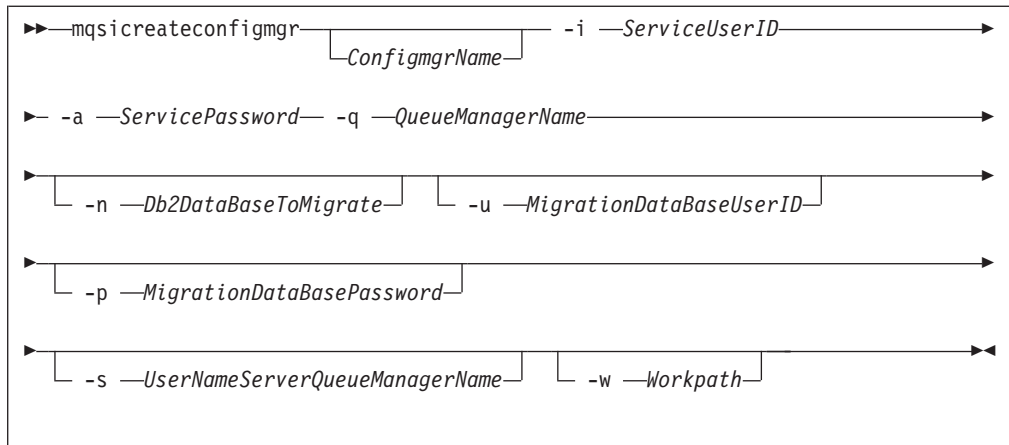 mqsicreateconfigmgr -i ServiceUserID
ConfigmgrName
-a ServicePassword -q QueueManagerName
-n Db2DataBaseToMigrate -u MigrationDataBaseUserID
-p MigrationDataBasePassword
-s UserNameServerQueueManagerName -w Workpath